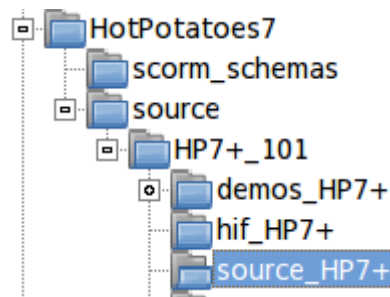 HotPotatoes7
scorm_schemas
source
HP7+_101
demos_HP7+
hif_HP7+
source_HP7+